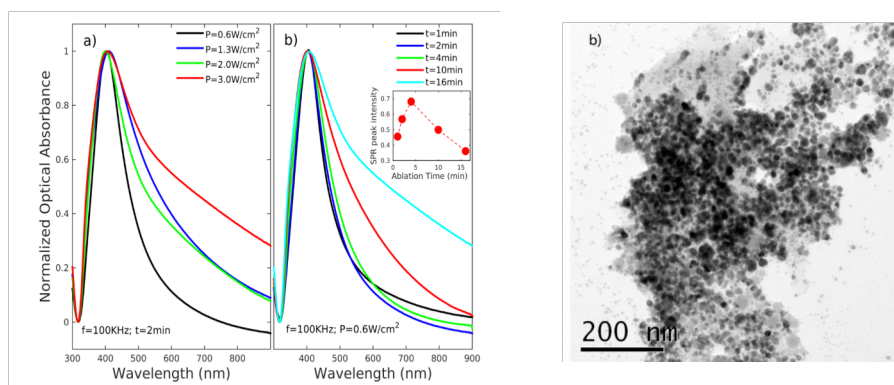 a)
P=0.6W/cm²
P=1.3W/cm²
P=2.0W/cm²
P=3.0W/cm²
f=100KHz; t=2min
Normalized Optical Absorbance
1
0.8
0.6
0.4
0.2
0
300 400 500 600 700 800
Wavelength (nm)
b)
t=1min
t=2min
t=4min
t=10min
t=16min
SPR peak intensity
0.7
0.6
0.5
0.4
0.3
0 5 10 15
Ablation Time (min)
f=100KHz; P=0.6W/cm²
300 400 500 600 700 800 900
Wavelength (nm)
b)
200 nm